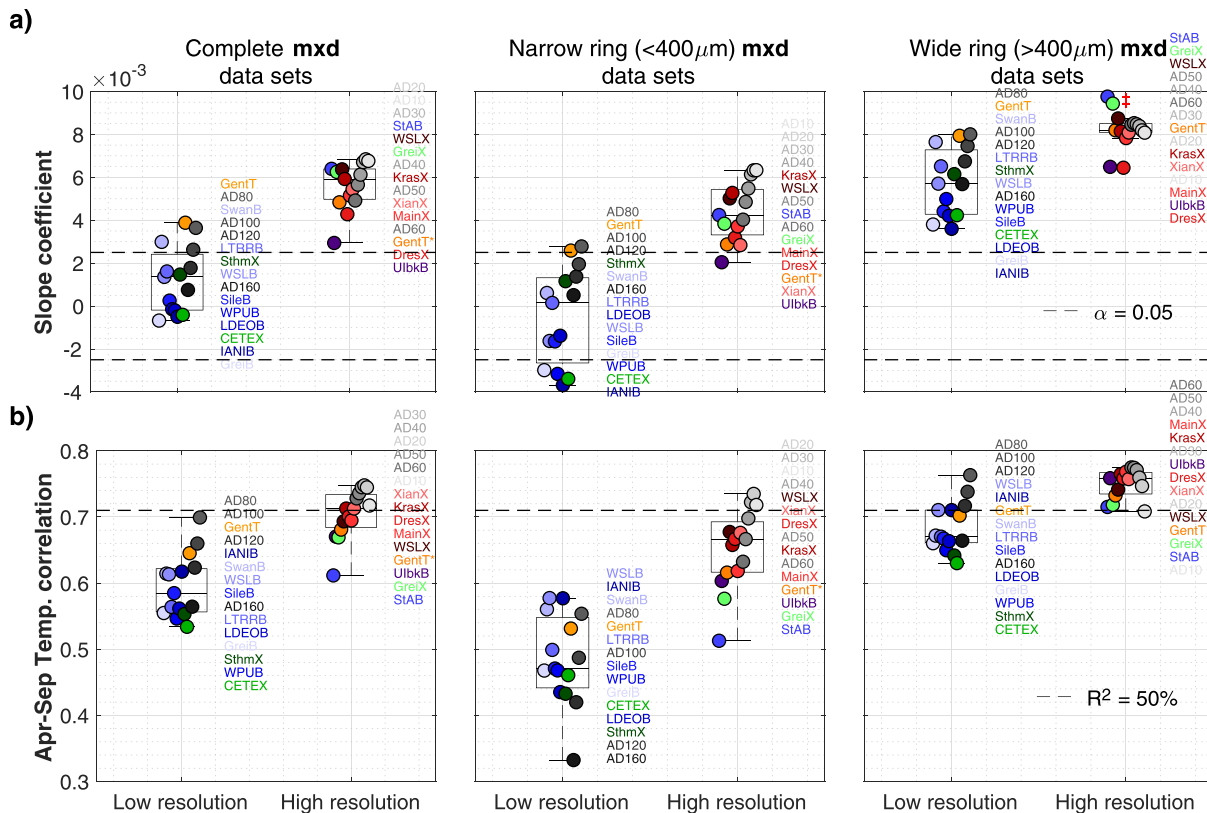 a)
Complete mxd
data sets
Narrow ring (<400μm) mxd
data sets
Wide ring (>400μm) mxd
data sets
× 10⁻³
Slope coefficient
10
8
6
4
2
0
-2
-4
GentT
AD80
SwanB
AD100
AD120
LTRRB
SthmX
WSLB
AD160
SileB
WPUB
LDEOB
CETEX
IANIB
GreiB
AD20
AD10
AD30
StAB
WSLX
GreiX
AD40
KrasX
AD50
XianX
MainX
AD60
GentT*
DresX
UlbkB
AD80
GentT
AD100
AD120
SthmX
SwanB
AD160
LTRRB
LDEOB
WSLB
SileB
GreiB
WPUB
CETEX
IANIB
AD10
AD20
AD30
AD40
KrasX
WSLX
AD50
StAB
AD60
GreiX
MainX
DresX
GentT*
XianX
UlbkB
AD80
GentT
SwanB
AD100
AD120
LTRRB
SthmX
WSLB
AD160
WPUB
SileB
CETEX
LDEOB
GreiB
IANIB
‡
StAB
GreiX
WSLX
AD50
AD40
AD60
AD30
GentT*
AD20
KrasX
XianX
AD10
MainX
UlbkB
DresX
α = 0.05
b)
Apr-Sep Temp. correlation
0.8
0.7
0.6
0.5
0.4
0.3
AD80
AD100
GentT
AD120
IANIB
SwanB
WSLB
SileB
AD160
LTRRB
LDEOB
GreiB
SthmX
WPUB
CETEX
AD30
AD40
AD20
AD50
AD60
AD10
XianX
KrasX
DresX
MainX
WSLX
GentT*
UlbkB
GreiX
StAB
WSLB
IANIB
SwanB
AD80
GentT
LTRRB
AD100
SileB
WPUB
GreiB
CETEX
LDEOB
SthmX
AD120
AD160
AD20
AD30
AD10
AD40
WSLX
XianX
DresX
AD50
KrasX
AD60
MainX
GentT*
UlbkB
GreiX
StAB
AD80
AD100
AD120
WSLB
IANIB
GentT
SwanB
LTRRB
SileB
AD160
LDEOB
GreiB
WPUB
SthmX
CETEX
AD60
AD50
AD40
MainX
KrasX
AD30
UlbkB
DresX
XianX
AD20
WSLX
GentT*
GreiX
StAB
AD10
R² = 50%
Low resolution
High resolution
Low resolution
High resolution
Low resolution
High resolution